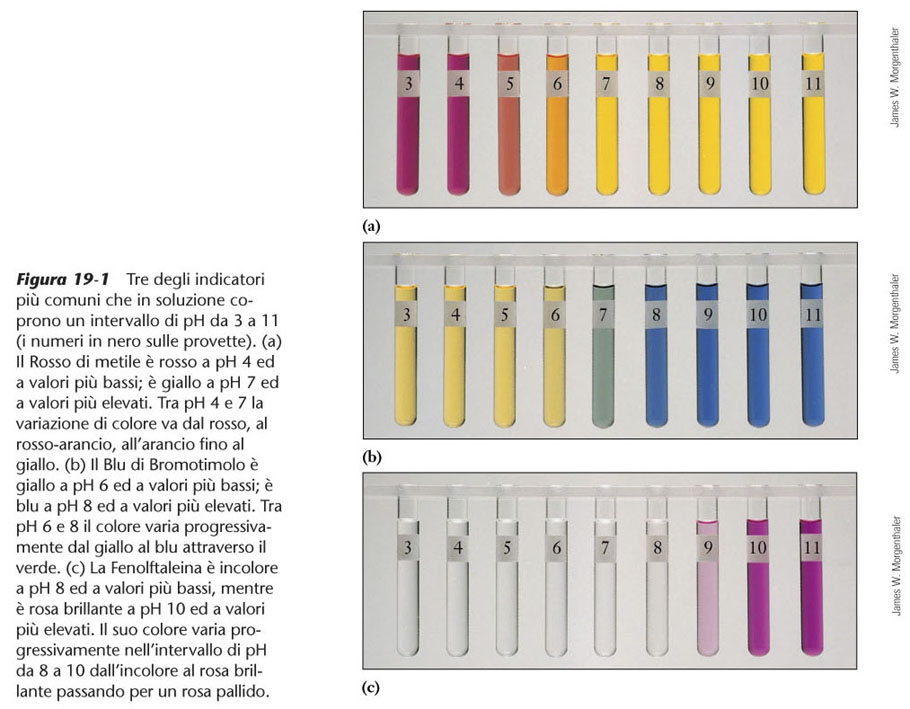 Figura 19-1 Tre degli indicatori
più comuni che in soluzione co-
prono un intervallo di pH da 3 a 11
(i numeri in nero sulle provette). (a)
Il Rosso di metile è rosso a pH 4 ed
a valori più bassi; è giallo a pH 7 ed
a valori più elevati. Tra pH 4 e 7 la
variazione di colore va dal rosso, al
rosso-arancio, all'arancio fino al
giallo. (b) Il Blu di Bromotimolo è
giallo a pH 6 ed a valori più bassi; è
blu a pH 8 ed a valori più elevati. Tra
pH 6 e 8 il colore varia progressiva-
mente dal giallo al blu attraverso il
verde. (c) La Fenolftaleina è incolore
a pH 8 ed a valori più bassi, mentre
è rosa brillante a pH 10 ed a valori
più elevati. Il suo colore varia pro-
gressivamente nell'intervallo di pH
da 8 a 10 dall'incolore al rosa bril-
lante passando per un rosa pallido.
3 4 5 6 7 8 9 10 11
James W. Morgenthaler
(a)
3 4 5 6 7 8 9 10 11
James W. Morgenthaler
(b)
3 4 5 6 7 8 9 10 11
James W. Morgenthaler
(c)